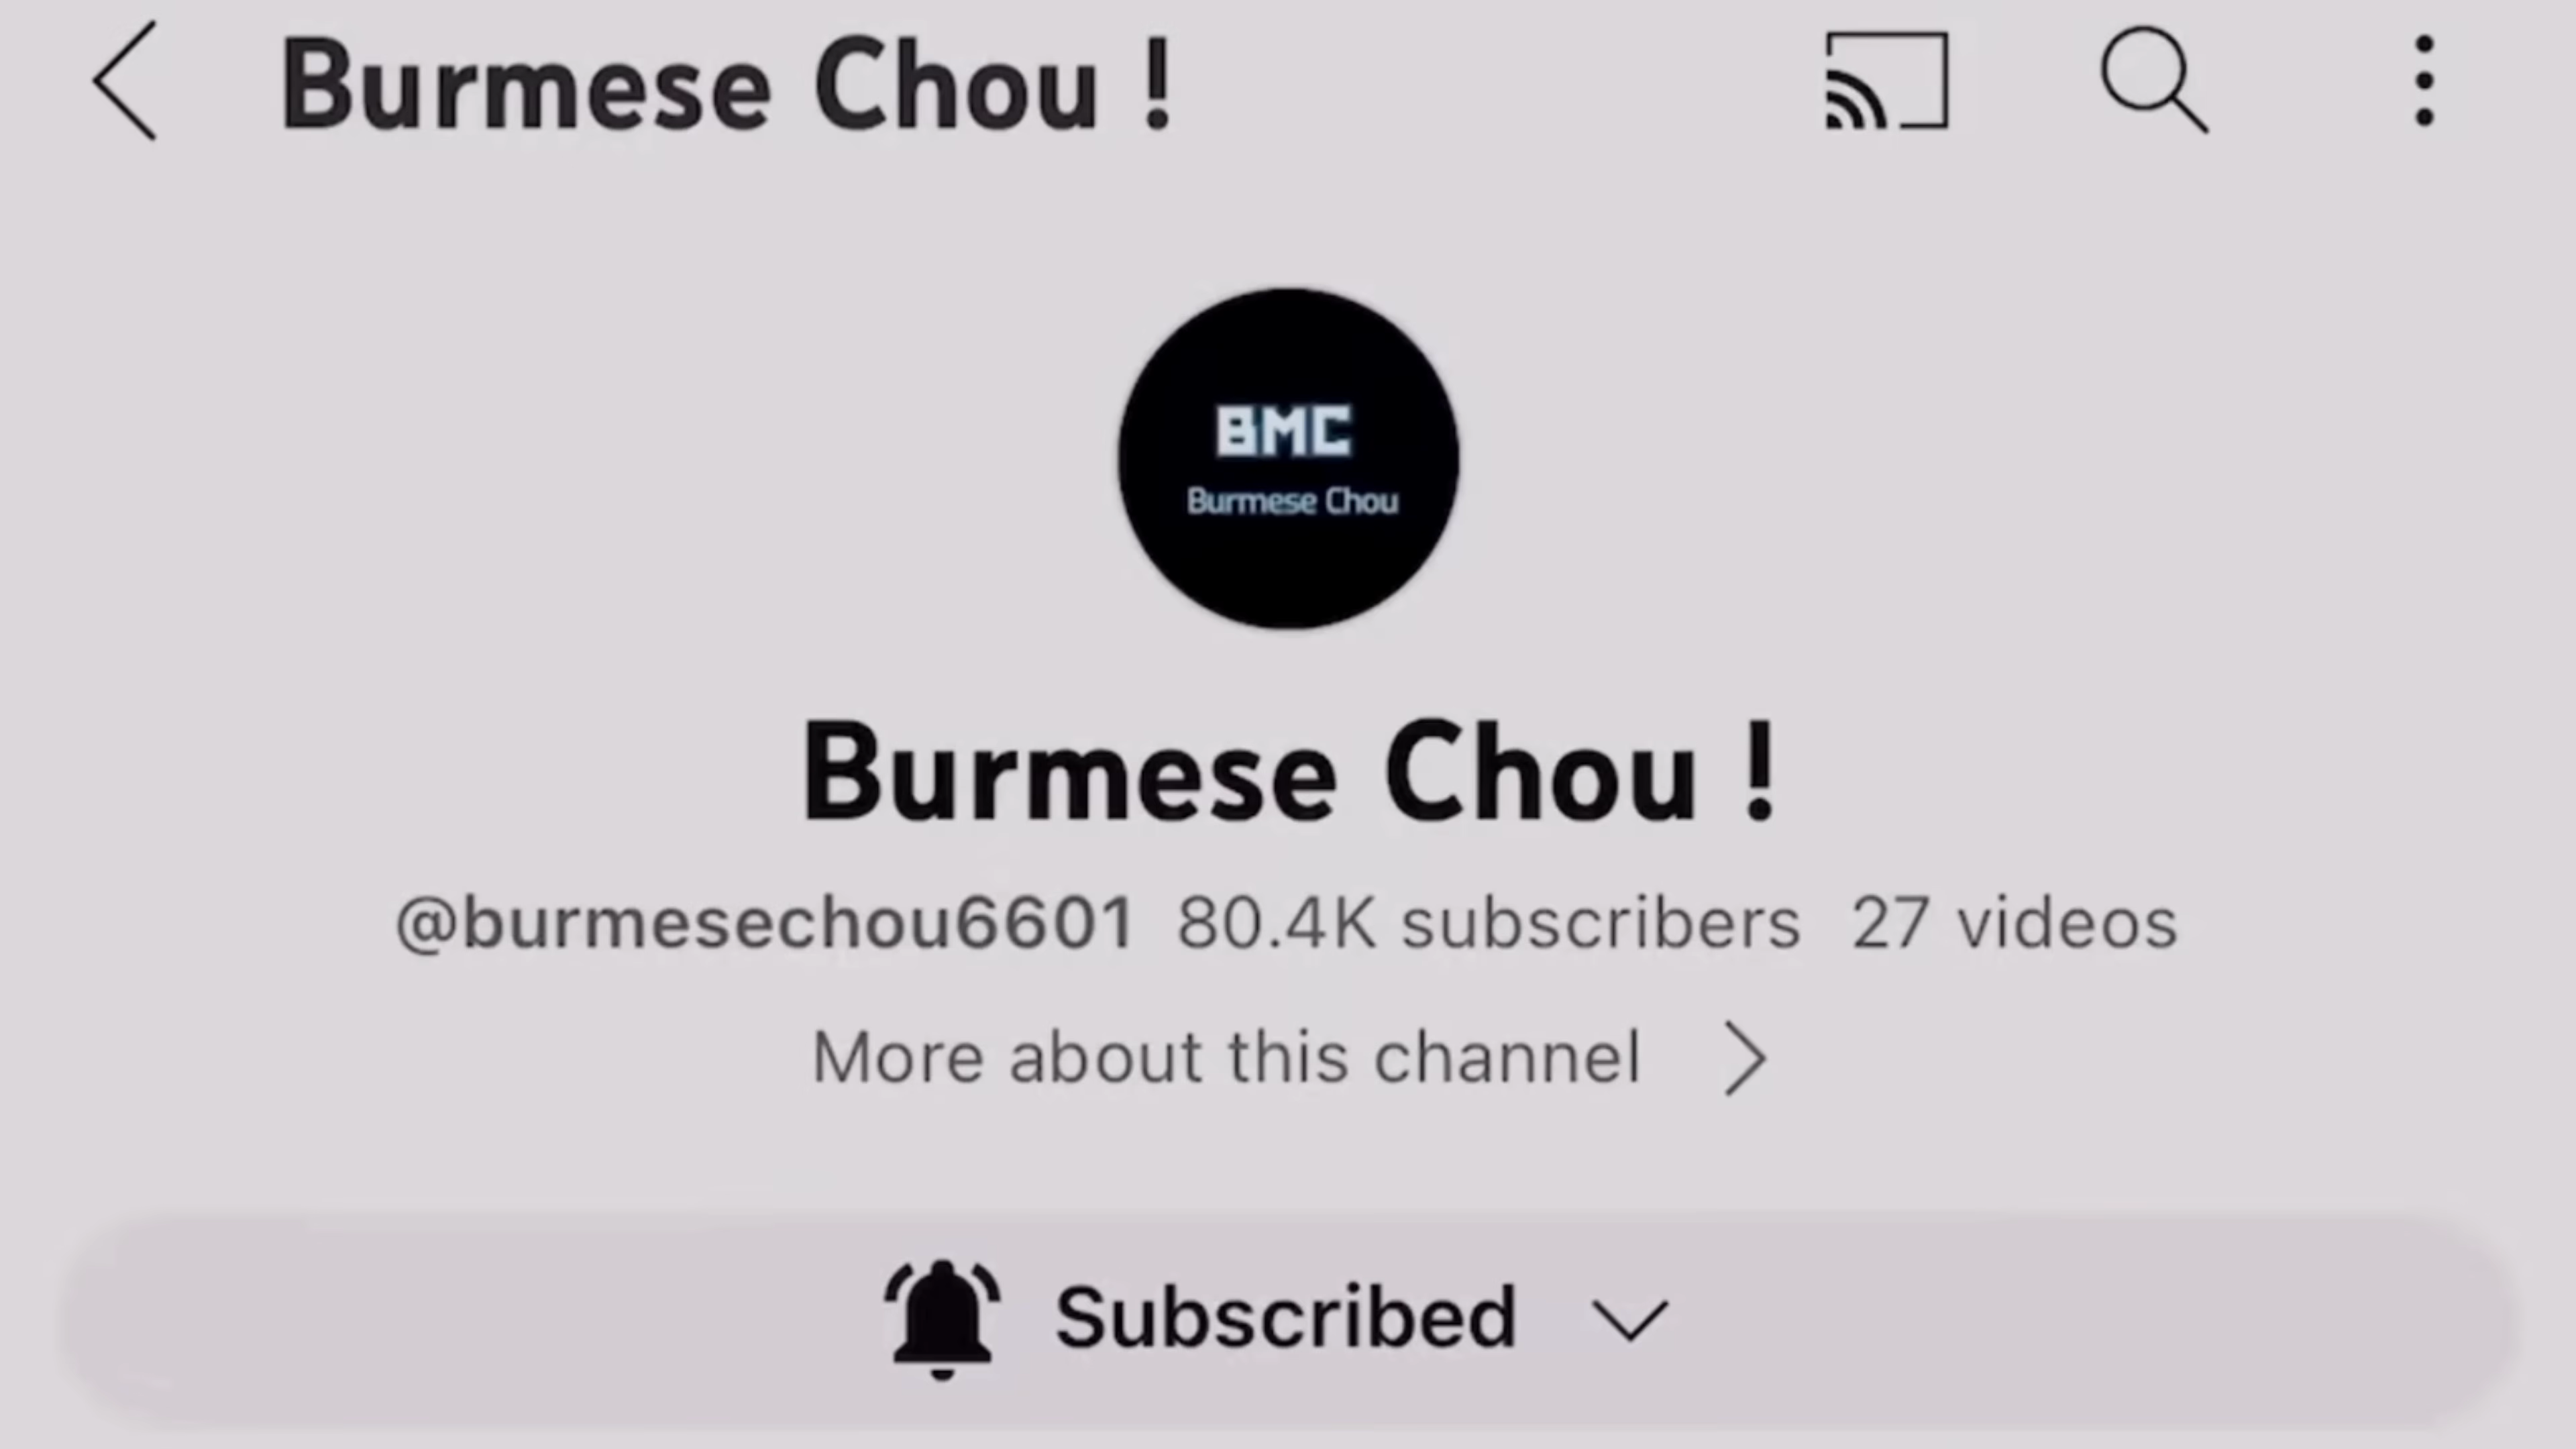 Burmese Chou !
BMC
Burmese Chou
Burmese Chou !
@burmesechou6601 80.4K subscribers 27 videos
More about this channel
Subscribed